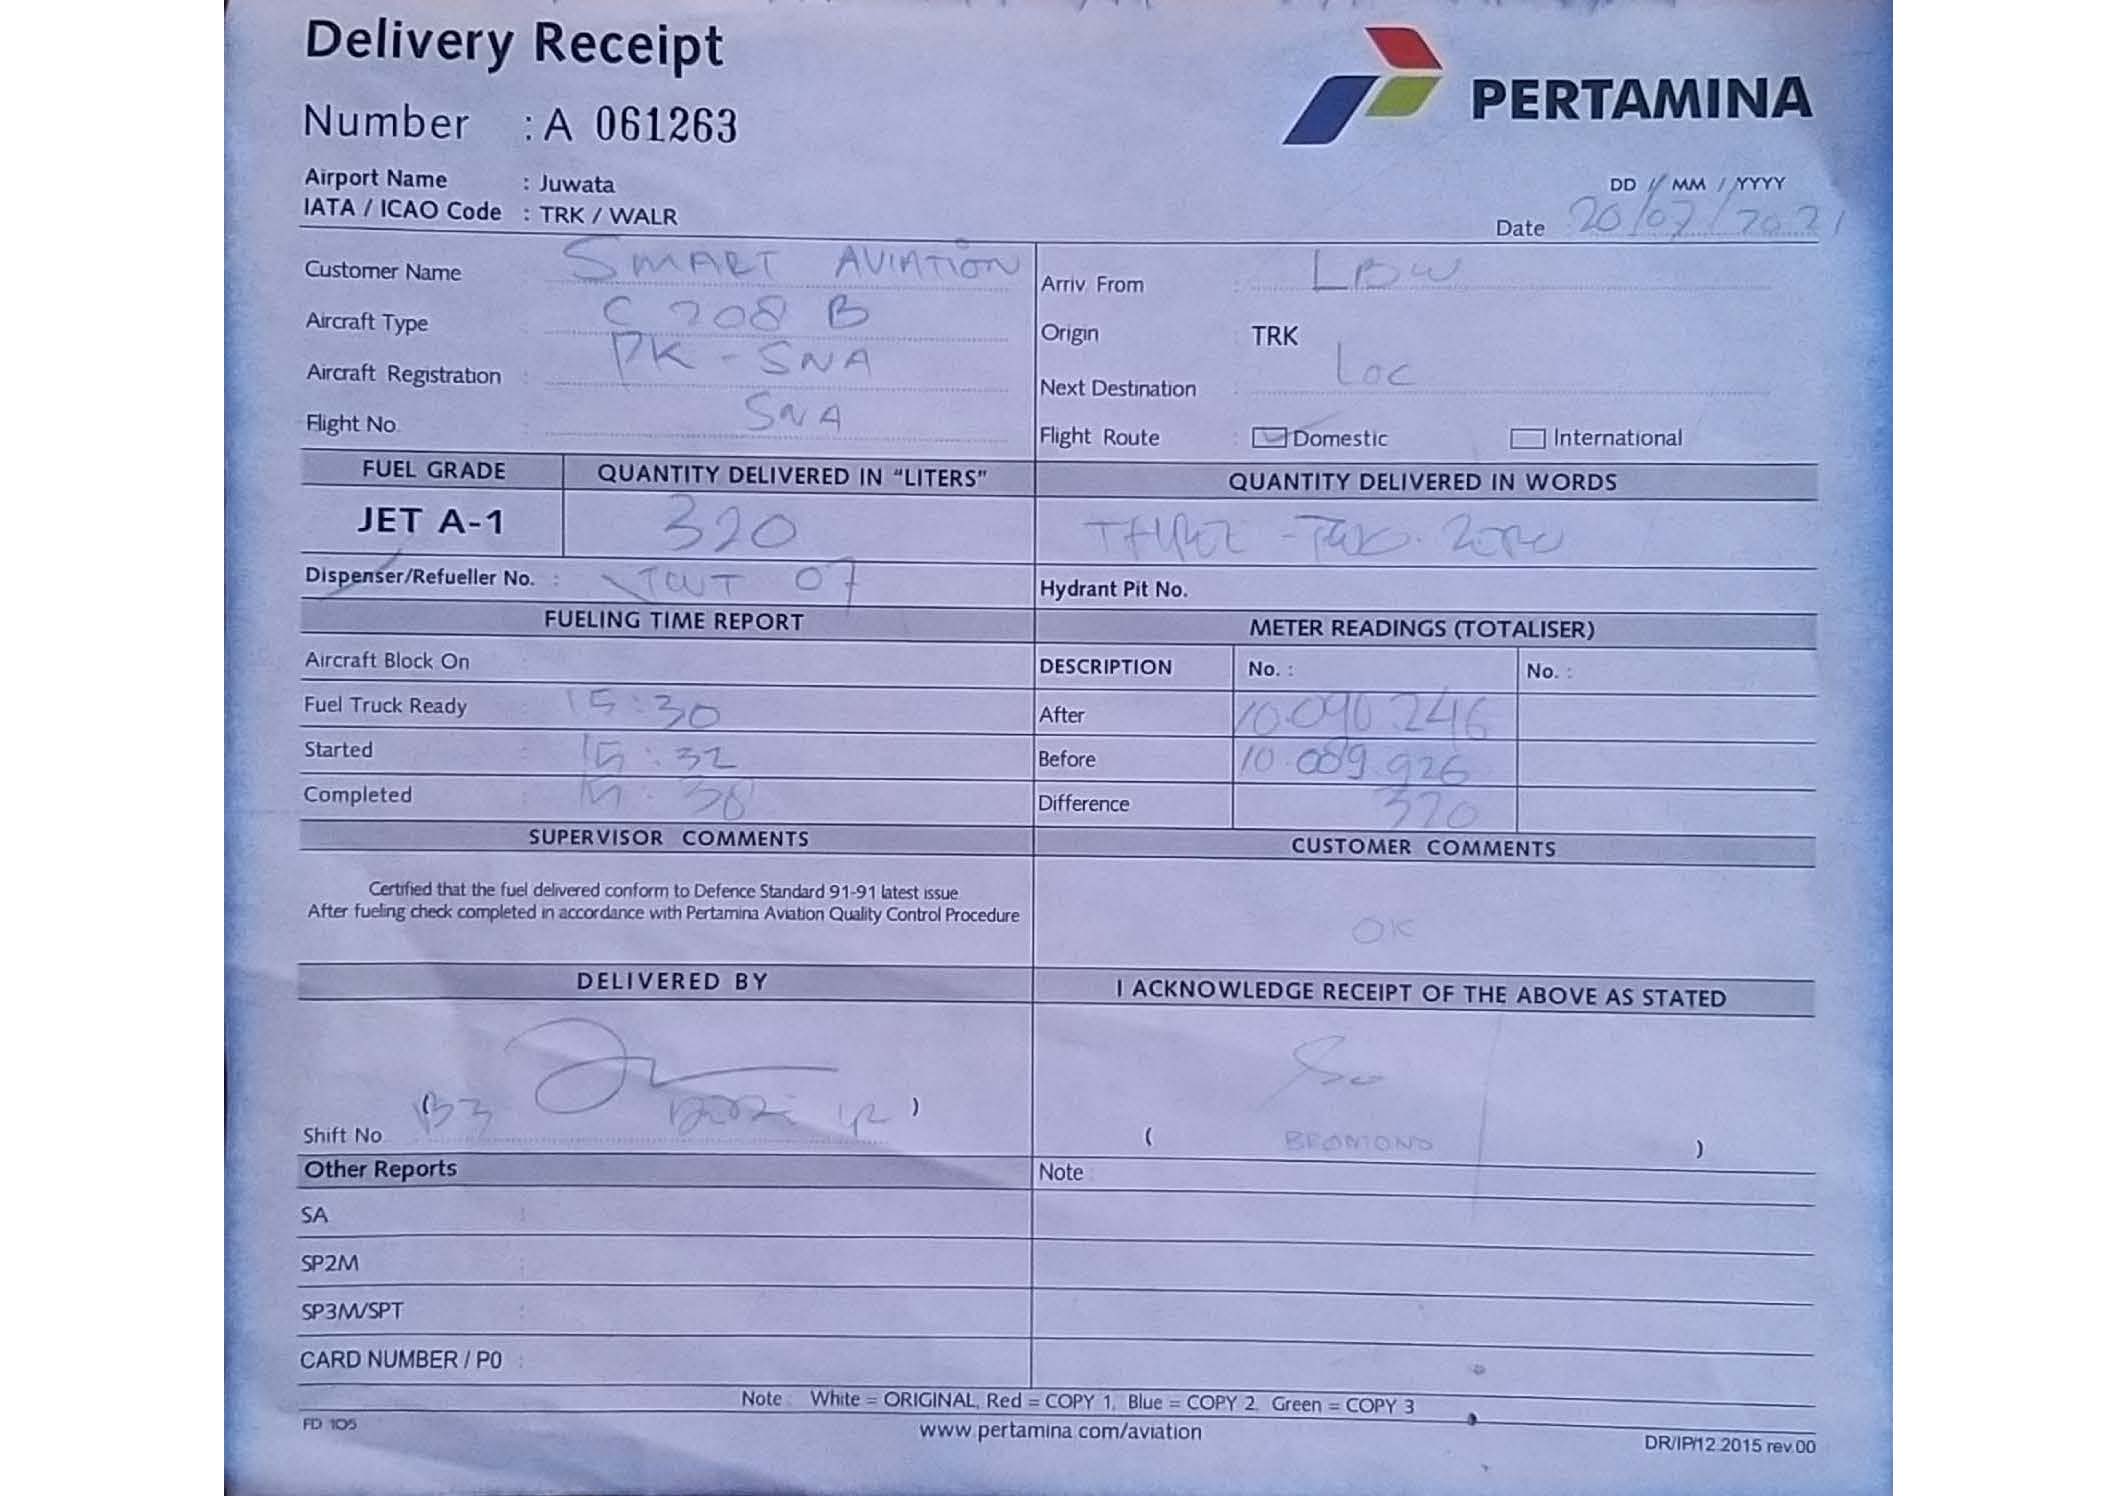 Delivery Receipt
PERTAMINA
Number : A 061263
Airport Name : Juwata
IATA / ICAO Code : TRK / WALR
DD / MM / YYYY
Date 20/07/2021
Customer Name SMART AVIATION
Arriv From : LBW
Aircraft Type : C 208 B
Origin TRK
Aircraft Registration : PK - SNA
Next Destination : LOC
Flight No : SNA
Flight Route : Domestic International
FUEL GRADE QUANTITY DELIVERED IN "LITERS" QUANTITY DELIVERED IN WORDS
JET A-1 320 THREE - TWO. ZERO
Dispenser/Refueller No. : 07
Hydrant Pit No.
FUELING TIME REPORT METER READINGS (TOTALISER)
Aircraft Block On
DESCRIPTION No. : No. :
Fuel Truck Ready : 15:30
After 10.090.246
Started : 15:32
Before 10.089.926
Completed : 15:38
Difference 320
SUPERVISOR COMMENTS CUSTOMER COMMENTS
Certified that the fuel delivered conform to Defence Standard 91-91 latest issue
After fueling check completed in accordance with Pertamina Aviation Quality Control Procedure
OK
DELIVERED BY I ACKNOWLEDGE RECEIPT OF THE ABOVE AS STATED
Shift No B3 )
( )
Other Reports Note
SA :
SP2M :
SP3M/SPT :
CARD NUMBER / PO :
Note : White = ORIGINAL, Red = COPY 1, Blue = COPY 2, Green = COPY 3
FD 105
www.pertamina.com/aviation
DR/IP/12.2015 rev.00